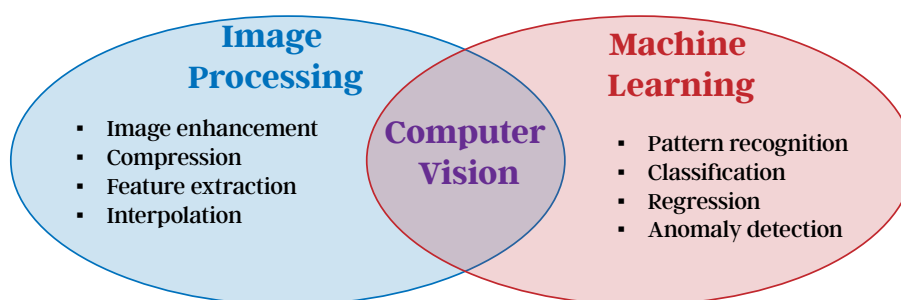 Image
Processing
▪ Image enhancement
▪ Compression
▪ Feature extraction
▪ Interpolation
Computer
Vision
Machine
Learning
▪ Pattern recognition
▪ Classification
▪ Regression
▪ Anomaly detection